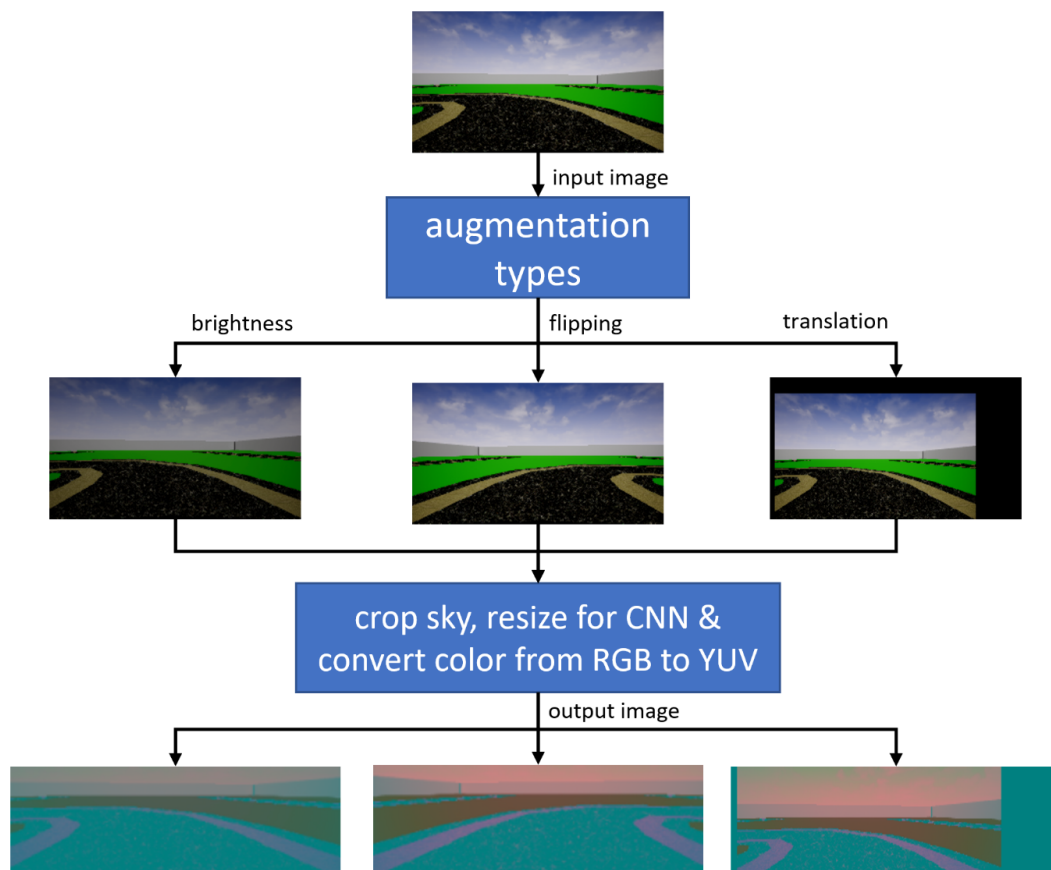 input image
augmentation
types
brightness
flipping
translation
crop sky, resize for CNN &
convert color from RGB to YUV
output image